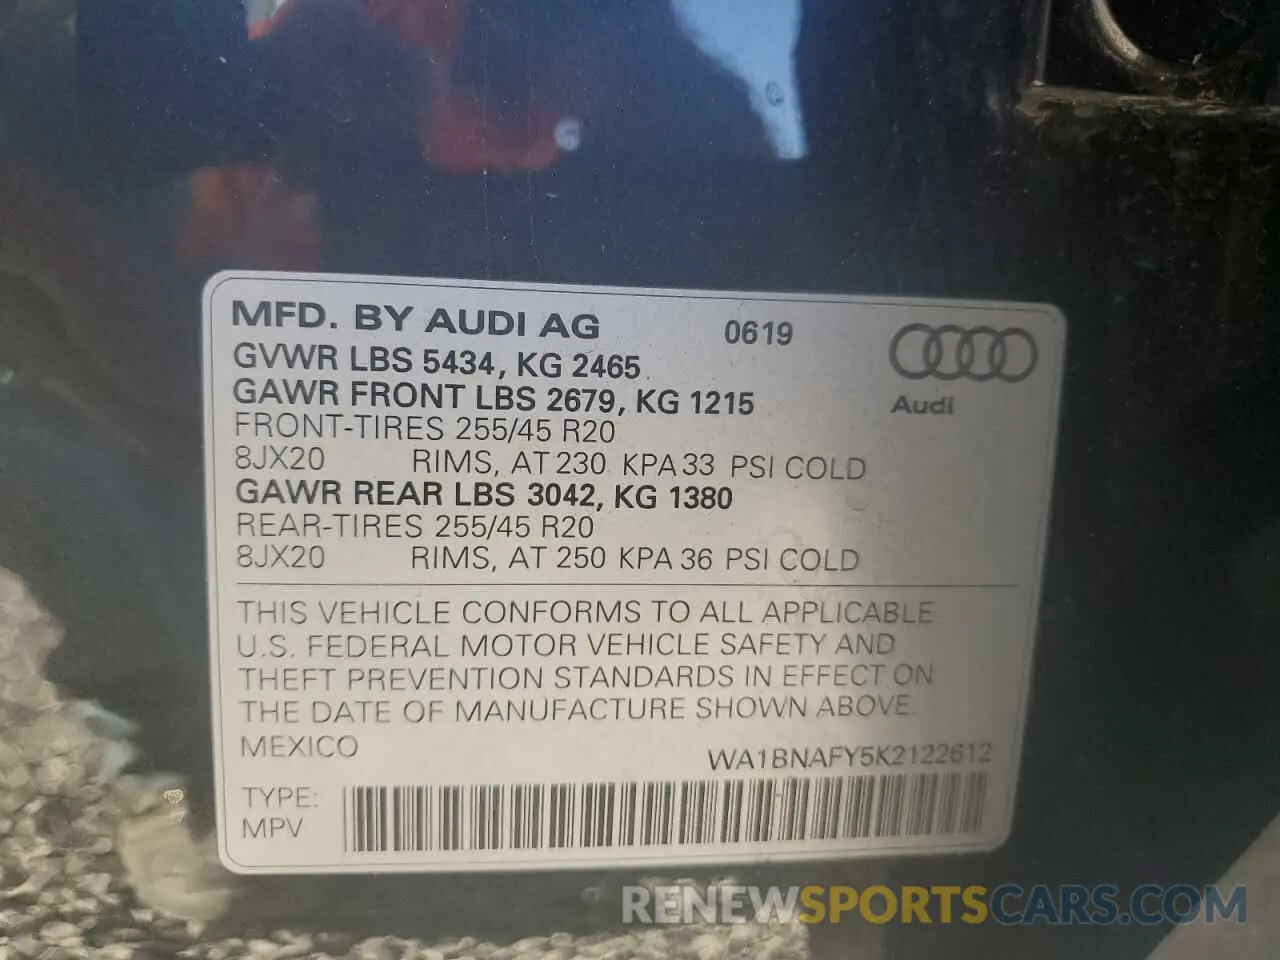 MFD. BY AUDI AG 0619
GVWR LBS 5434, KG 2465
GAWR FRONT LBS 2679, KG 1215
Audi
FRONT-TIRES 255/45 R20
8JX20 RIMS, AT 230 KPA 33 PSI COLD
GAWR REAR LBS 3042, KG 1380
REAR-TIRES 255/45 R20
8JX20 RIMS, AT 250 KPA 36 PSI COLD
THIS VEHICLE CONFORMS TO ALL APPLICABLE
U.S. FEDERAL MOTOR VEHICLE SAFETY AND
THEFT PREVENTION STANDARDS IN EFFECT ON
THE DATE OF MANUFACTURE SHOWN ABOVE.
MEXICO WA1BNAFY5K2122612
TYPE:
MPV
RENEWSPORTSCARS.COM